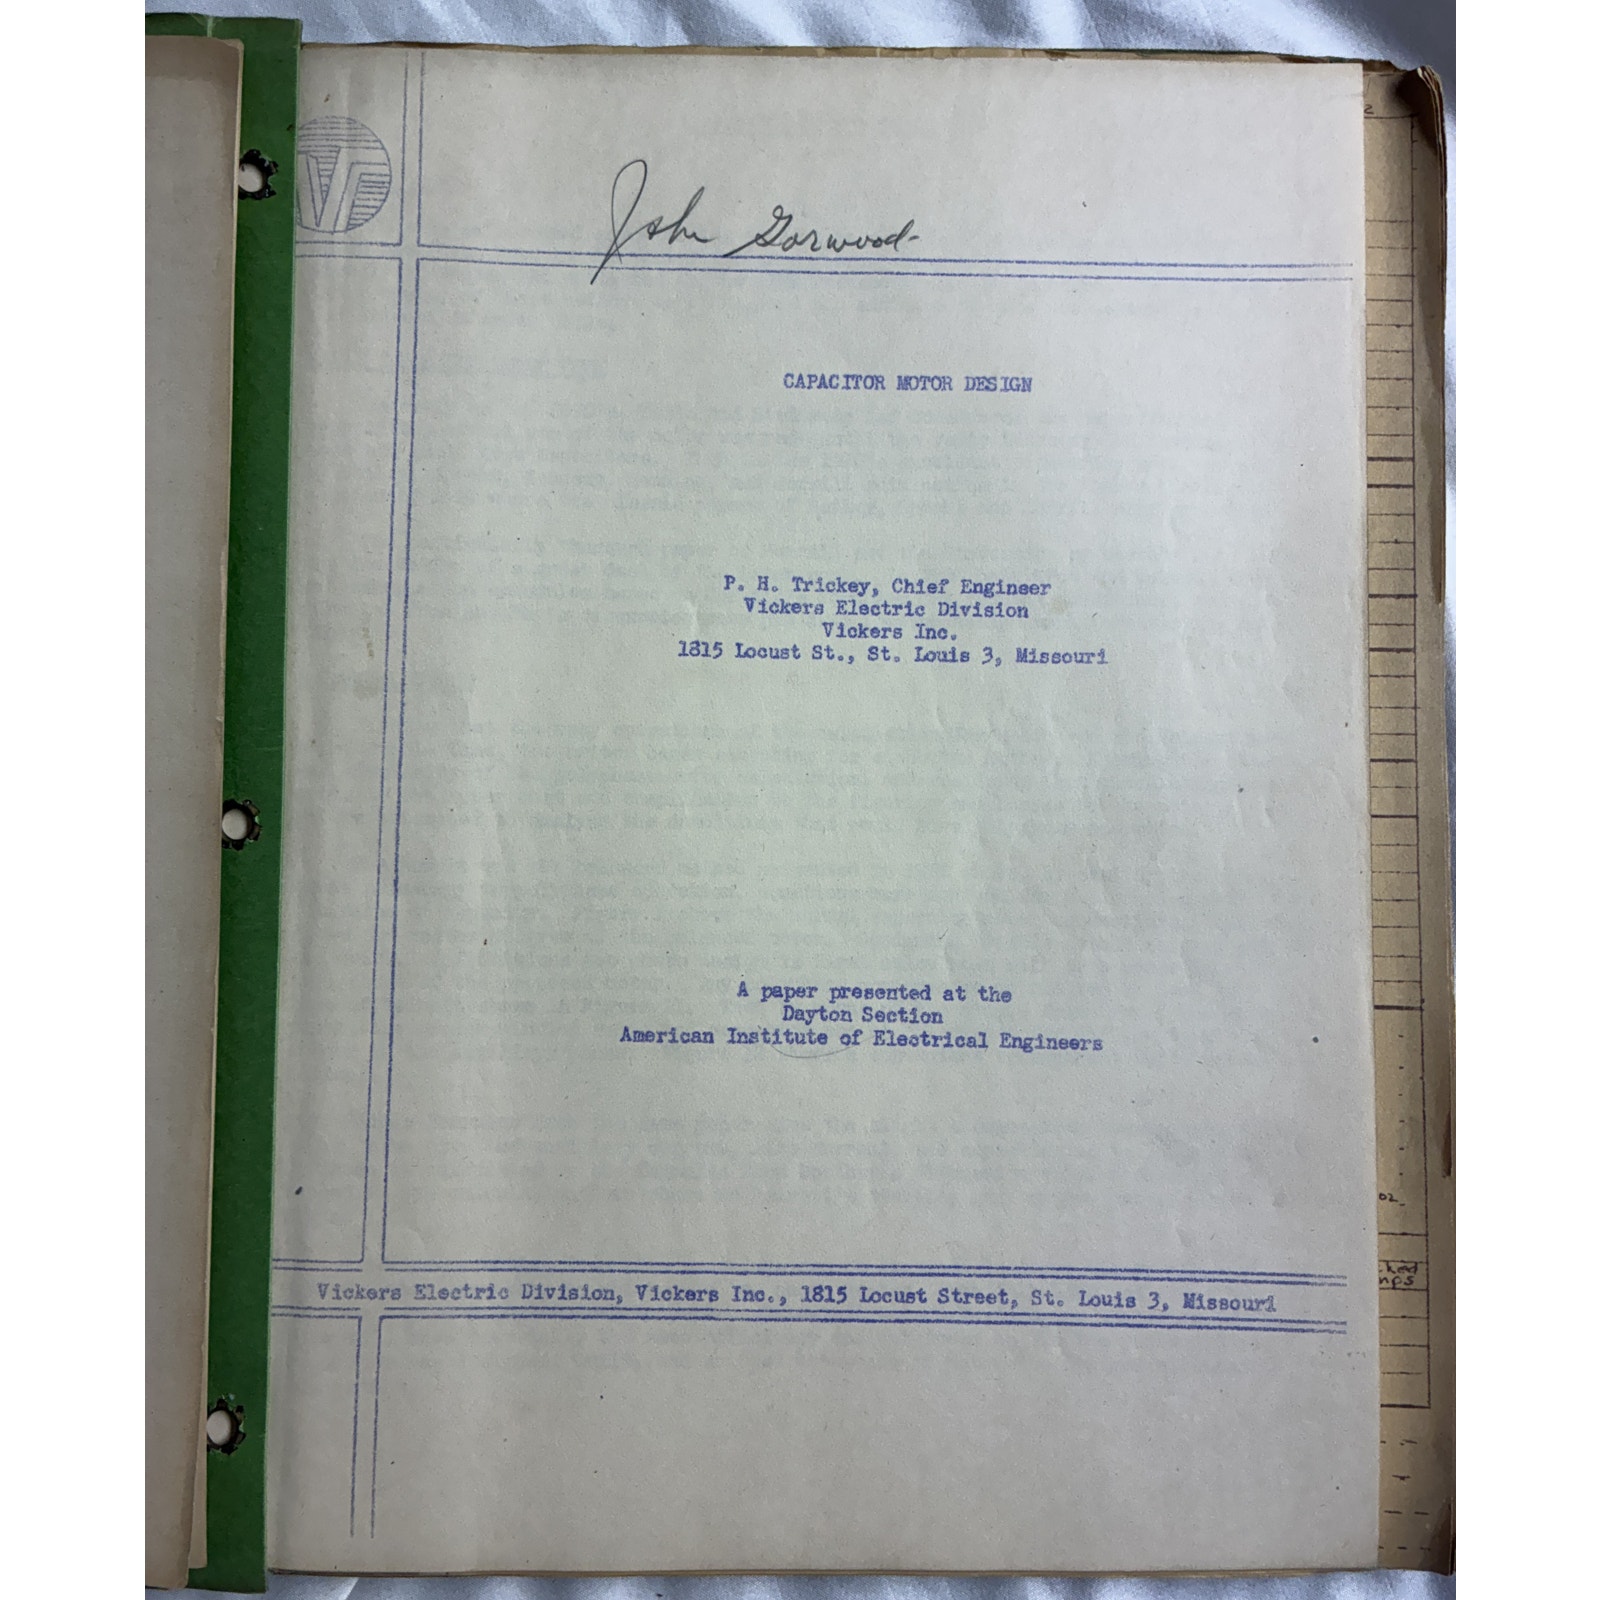 John Garwood
CAPACITOR MOTOR DESIGN
P. H. Trickey, Chief Engineer
Vickers Electric Division
Vickers Inc.
1815 Locust St., St. Louis 3, Missouri
A paper presented at the
Dayton Section
American Institute of Electrical Engineers
Vickers Electric Division, Vickers Inc., 1815 Locust Street, St. Louis 3, Missouri